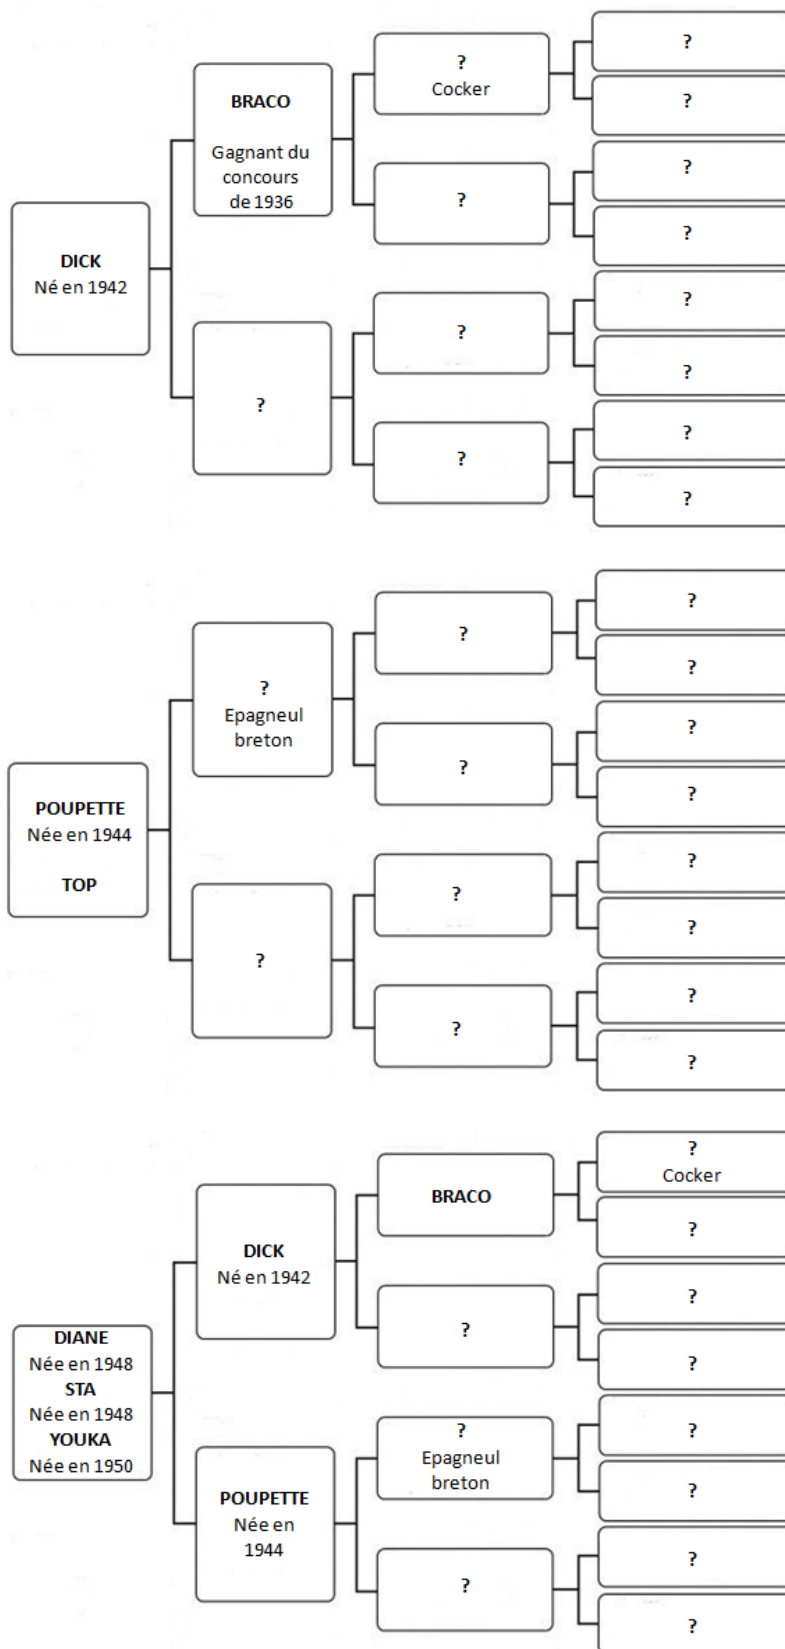 DICK
Né en 1942
BRACO
Gagnant du
concours
de 1936
?
?
Cocker
?
?
?
?
?
?
?
?
?
?
?
POUPETTE
Née en 1944
TOP
?
Epagneul
breton
?
?
?
?
?
?
?
?
?
?
?
?
?
DIANE
Née en 1948
STA
Née en 1948
YOUKA
Née en 1950
DICK
Né en 1942
POUPETTE
Née en
1944
BRACO
?
?
Epagneul
breton
?
?
Cocker
?
?
?
?
?
?
?